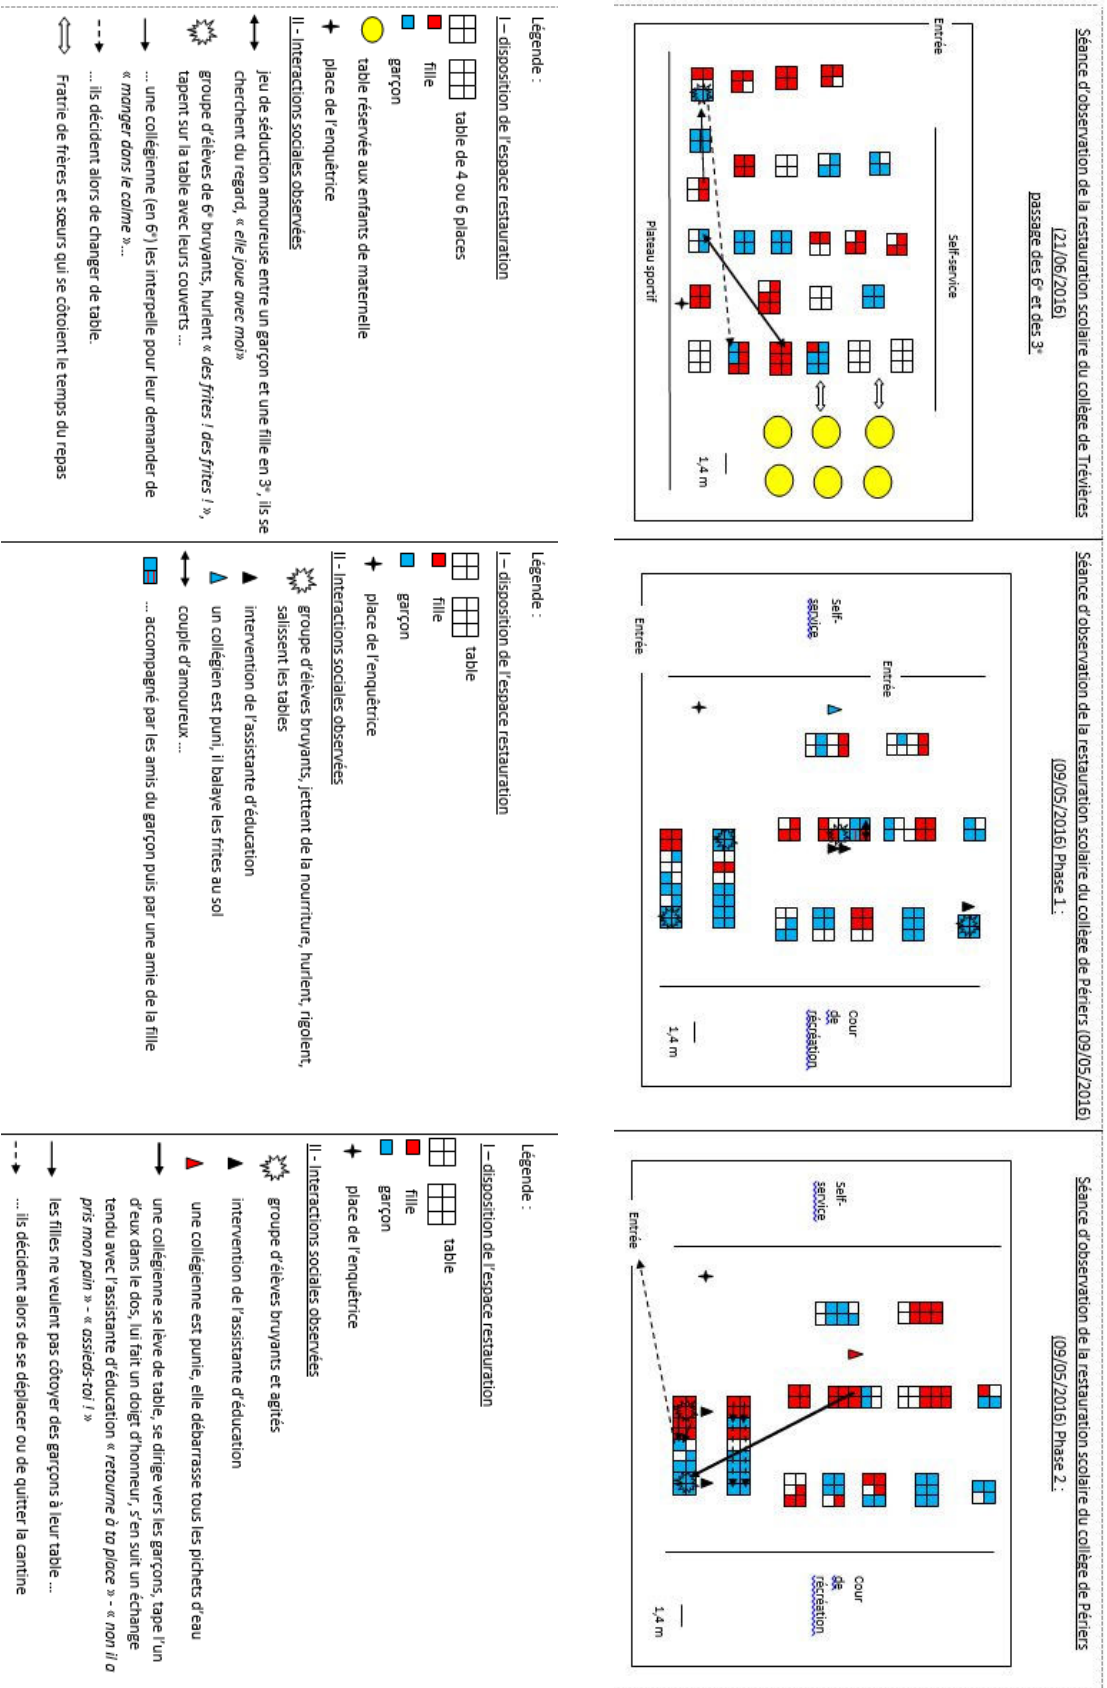 Séance d'observation de la restauration scolaire du collège de Trévières
(21/06/2016)
passage des 6e et des 3e
Entrée
Self-service
Plateau sportif
1,4 m
Légende :
I – disposition de l'espace restauration
table de 4 ou 6 places
fille
garçon
table réservée aux enfants de maternelle
place de l'enquêtrice
II - Interactions sociales observées
jeu de séduction amoureuse entre un garçon et une fille en 3e, ils se
cherchent du regard, « elle joue avec moi»
groupe d'élèves de 6e bruyants, hurlent « des frites ! des frites ! »,
tapent sur la table avec leurs couverts ...
... une collégienne (en 6e) les interpelle pour leur demander de
« manger dans le calme »...
... ils décident alors de changer de table.
Fratrie de frères et sœurs qui se côtoient le temps du repas
Séance d'observation de la restauration scolaire du collège de Périers (09/05/2016)
(09/05/2016) Phase 1 :
Self-
service
Entrée
Entrée
Cour
de
récréation
1,4 m
Légende :
I – disposition de l'espace restauration
table
fille
garçon
place de l'enquêtrice
II - Interactions sociales observées
groupe d'élèves bruyants, jettent de la nourriture, hurlent, rigolent,
salissent les tables
intervention de l'assistante d'éducation
un collégien est puni, il balaye les frites au sol
couple d'amoureux ...
... accompagné par les amis du garçon puis par une amie de la fille
Séance d'observation de la restauration scolaire du collège de Périers
(09/05/2016) Phase 2 :
Self-
service
Entrée
Cour
de
récréation
1,4 m
Légende :
I – disposition de l'espace restauration
table
fille
garçon
place de l'enquêtrice
II - Interactions sociales observées
groupe d'élèves bruyants et agités
intervention de l'assistante d'éducation
une collégienne est punie, elle débarrasse tous les pichets d'eau
une collégienne se lève de table, se dirige vers les garçons, tape l'un
d'eux dans le dos, lui fait un doigt d'honneur, s'en suit un échange
tendu avec l'assistante d'éducation « retourne à ta place » - « non il a
pris mon pain » - « assieds-toi ! »
les filles ne veulent pas côtoyer des garçons à leur table ...
... ils décident alors de se déplacer ou de quitter la cantine